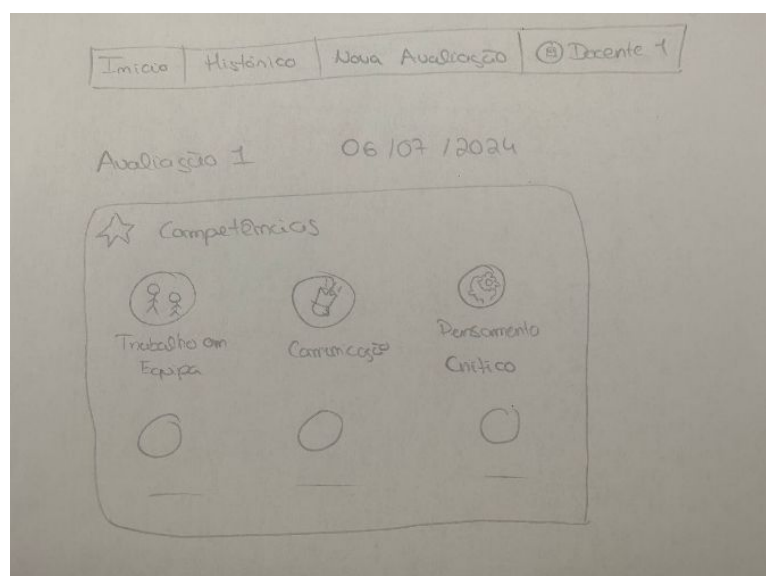 Início Histórico Nova Avaliação Docente 1
Avaliação 1 06/07/2024
Competências
Trabalho em Equipa
Comunicação
Pensamento Crítico